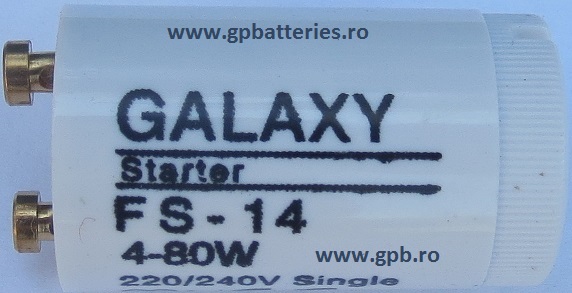 www.gpbatteries.ro
GALAXY
Starter
FS-14
4-80W
www.gpb.ro
220/240V Single